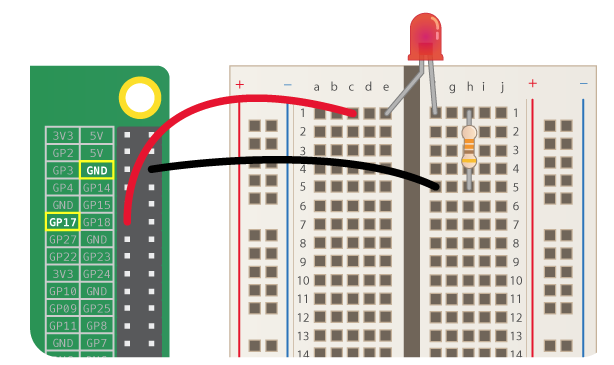 + − a b c d e g h i j + −
1 1
3V3 5V 2 2
GP2 5V 3 3
GP3 GND 4 4
GP4 GP14 5 5
GND GP15 6 6
GP17 GP18 7 7
GP27 GND 8 8
GP22 GP23 9 9
3V3 GP24 10 10
GP10 GND 11 11
GP09 GP25 12 12
GP11 GP8 13 13
GND GP7 14 14